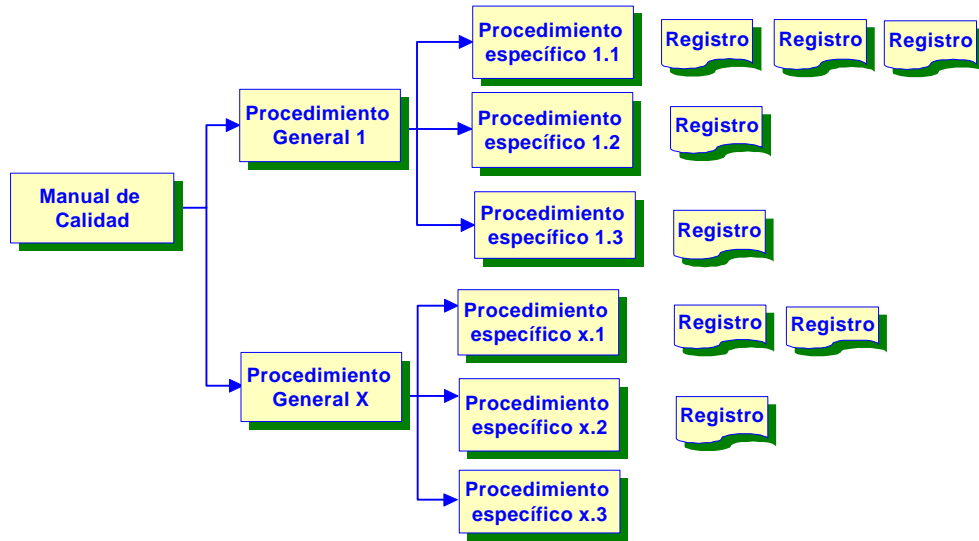 Procedimiento
específico 1.1
Registro
Registro
Registro
Procedimiento
General 1
Procedimiento
específico 1.2
Registro
Manual de
Calidad
Procedimiento
específico 1.3
Registro
Procedimiento
específico x.1
Registro
Registro
Procedimiento
General X
Procedimiento
específico x.2
Registro
Procedimiento
específico x.3